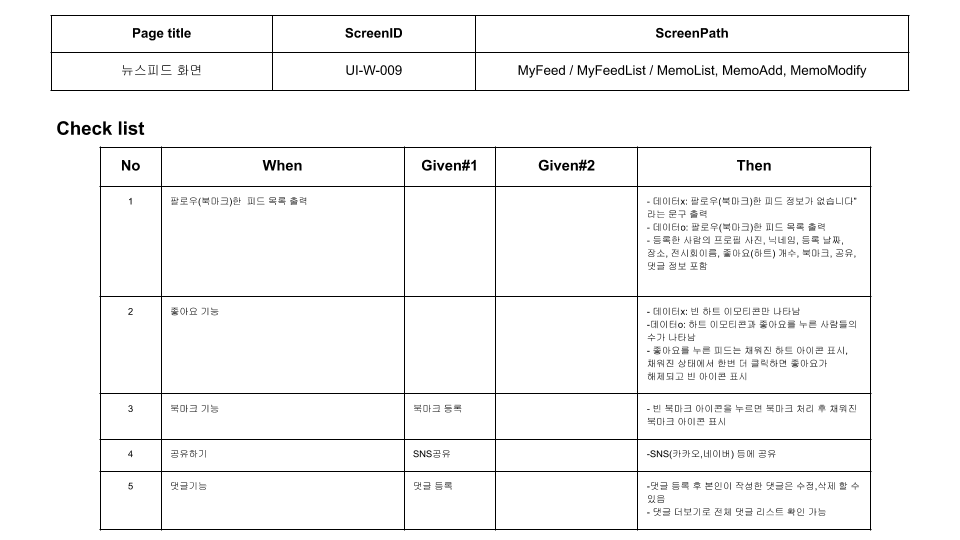 Page title ScreenID ScreenPath
뉴스피드 화면 UI-W-009 MyFeed / MyFeedList / MemoList, MemoAdd, MemoModify
Check list
No When Given#1 Given#2 Then
1 팔로우(북마크)한 피드 목록 출력 - 데이터x: 팔로우(북마크)한 피드 정보가 없습니다"
라는 문구 출력
- 데이터o: 팔로우(북마크)한 피드 목록 출력
- 등록한 사람의 프로필 사진, 닉네임, 등록 날짜,
장소, 전시회이름, 좋아요(하트) 개수, 북마크, 공유,
댓글 정보 포함
2 좋아요 기능 - 데이터x: 빈 하트 이모티콘만 나타남
-데이터o: 하트 이모티콘과 좋아요를 누른 사람들의
수가 나타남
- 좋아요를 누른 피드는 채워진 하트 아이콘 표시,
채워진 상태에서 한번 더 클릭하면 좋아요가
해제되고 빈 아이콘 표시
3 북마크 기능 북마크 등록 - 빈 북마크 아이콘을 누르면 북마크 처리 후 채워진
북마크 아이콘 표시
4 공유하기 SNS공유 -SNS(카카오,네이버) 등에 공유
5 댓글기능 댓글 등록 -댓글 등록 후 본인이 작성한 댓글은 수정,삭제 할 수
있음
- 댓글 더보기로 전체 댓글 리스트 확인 가능